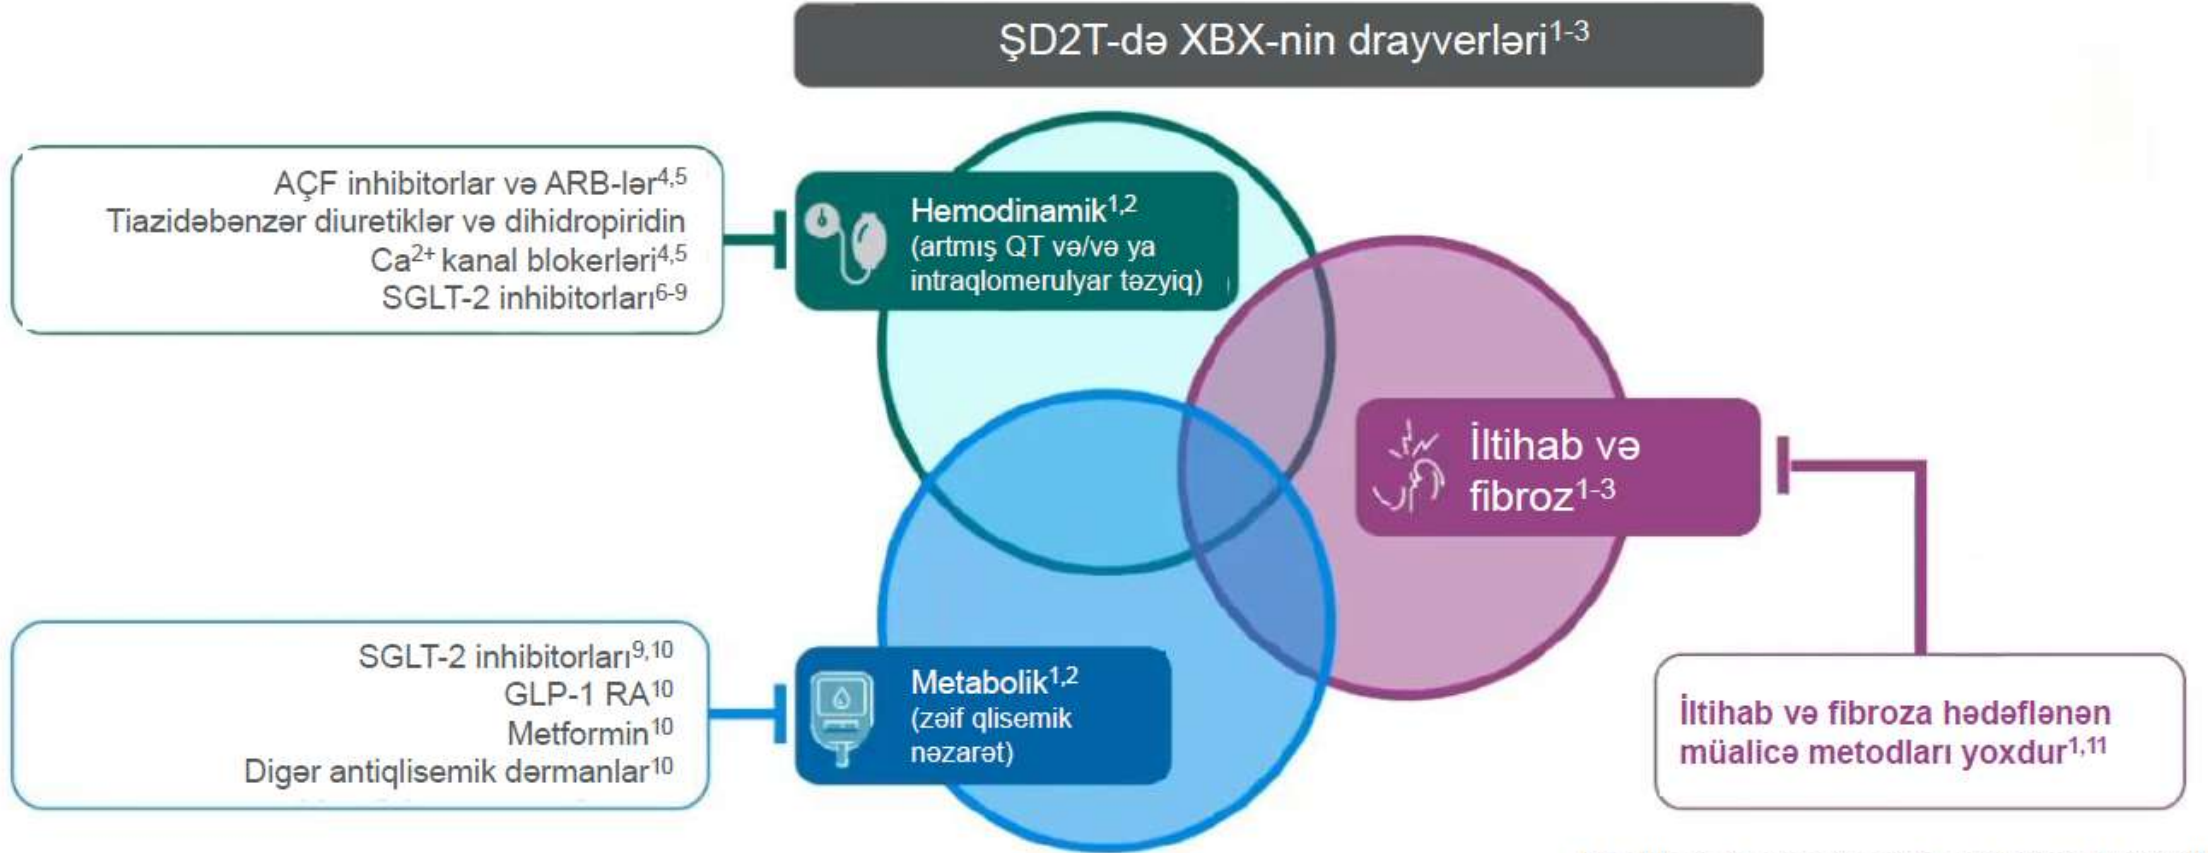 ŞD2T-də XBX-nin drayverləri¹⁻³
AÇF inhibitorlar və ARB-lər⁴,⁵
Tiazidəbənzər diuretiklər və dihidropiridin
Ca²⁺ kanal blokerləri⁴,⁵
SGLT-2 inhibitorları⁶⁻⁹
Hemodinamik¹,²
(artmış QT və/və ya
intraqlomerulyar təzyiq)
İltihab və
fibroz¹⁻³
SGLT-2 inhibitorları⁹,¹⁰
GLP-1 RA¹⁰
Metformin¹⁰
Digər antiqlisemik dərmanlar¹⁰
Metabolik¹,²
(zəif qlisemik
nəzarət)
İltihab və fibroza hədəflənən
müalicə metodları yoxdur¹,¹¹